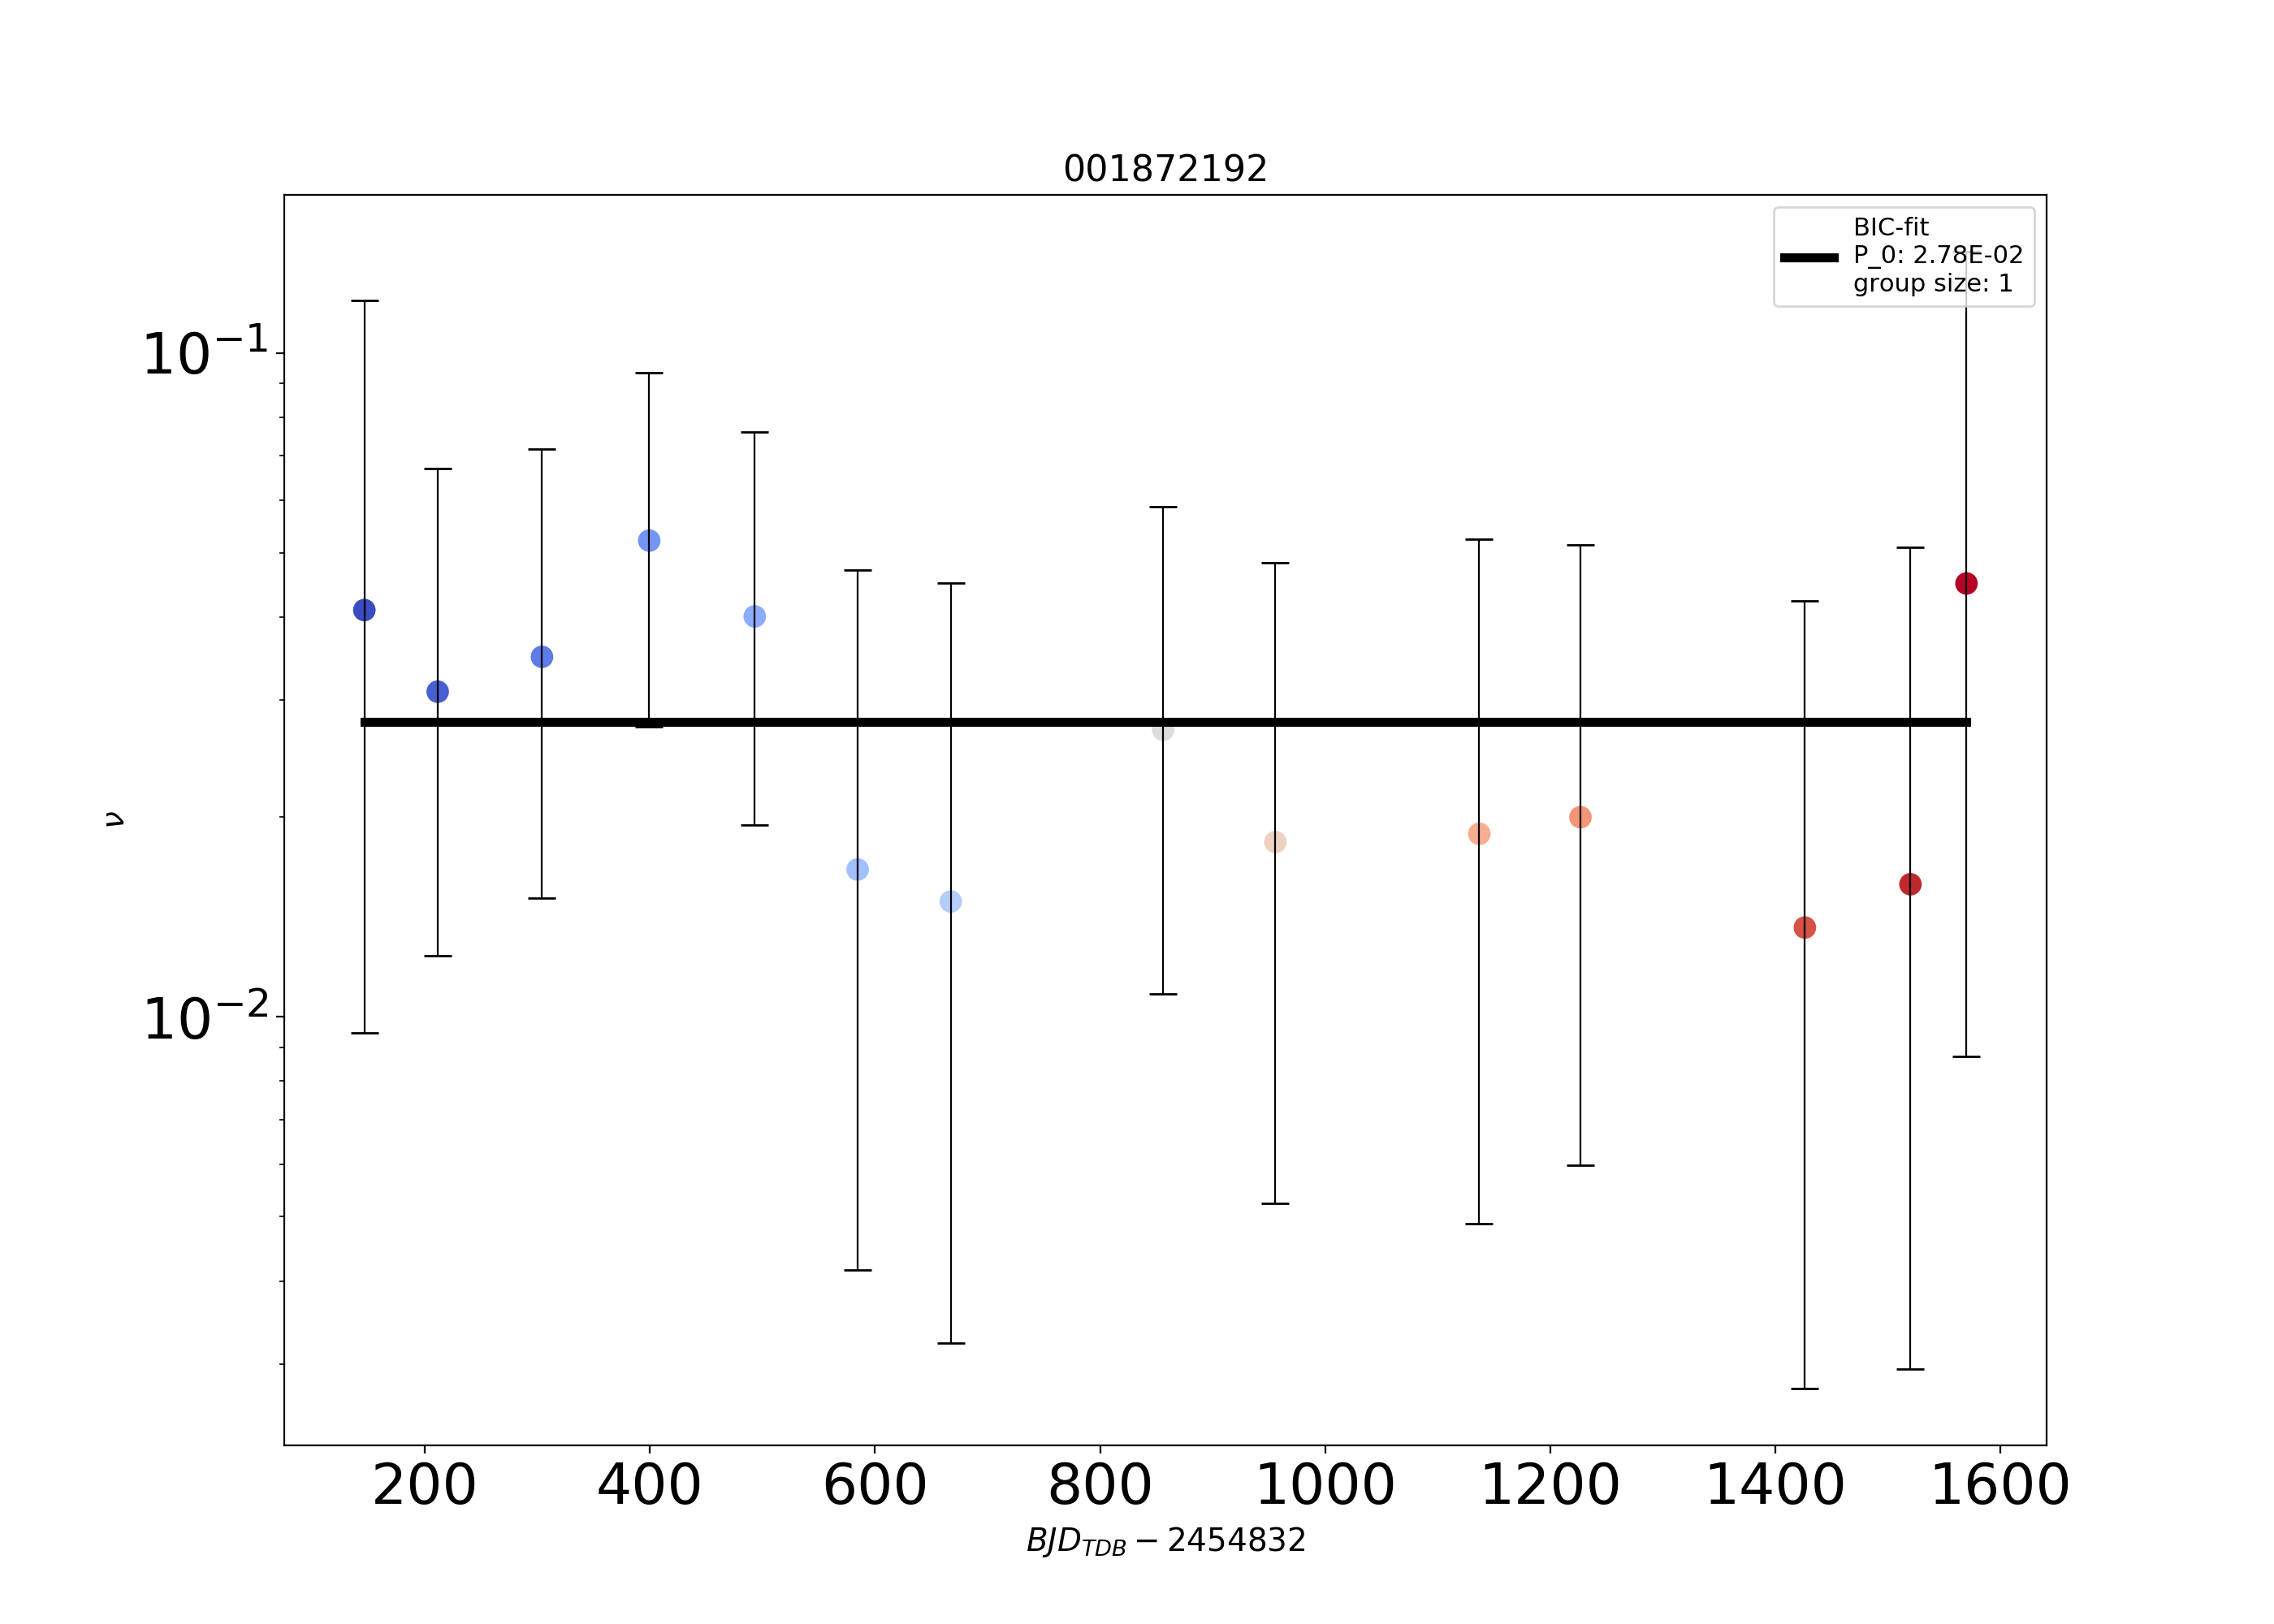 001872192
BIC-fit
P_0: 2.78E-02
group size: 1
10⁻¹
10⁻²
ν
200 400 600 800 1000 1200 1400 1600
BJD_TDB − 2454832